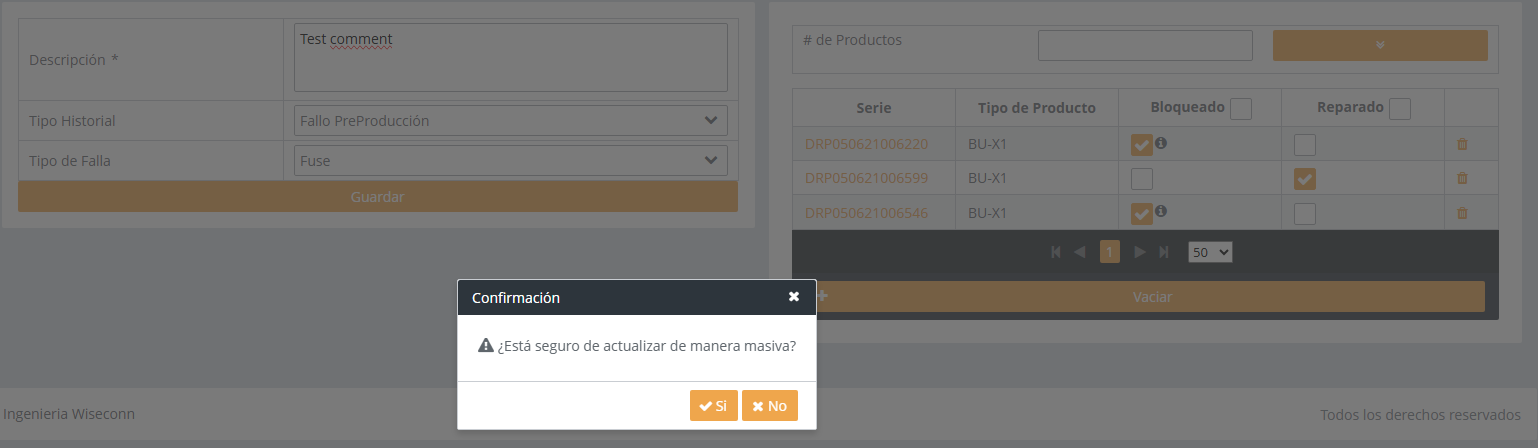 Descripción *
Test comment
Tipo Historial
Fallo PreProducción
Tipo de Falla
Fuse
Guardar
# de Productos
Serie Tipo de Producto Bloqueado Reparado
DRP050621006220 BU-X1
DRP050621006599 BU-X1
DRP050621006546 BU-X1
1 50
Vaciar
Confirmación
¿Está seguro de actualizar de manera masiva?
Si No
Ingenieria Wiseconn
Todos los derechos reservados